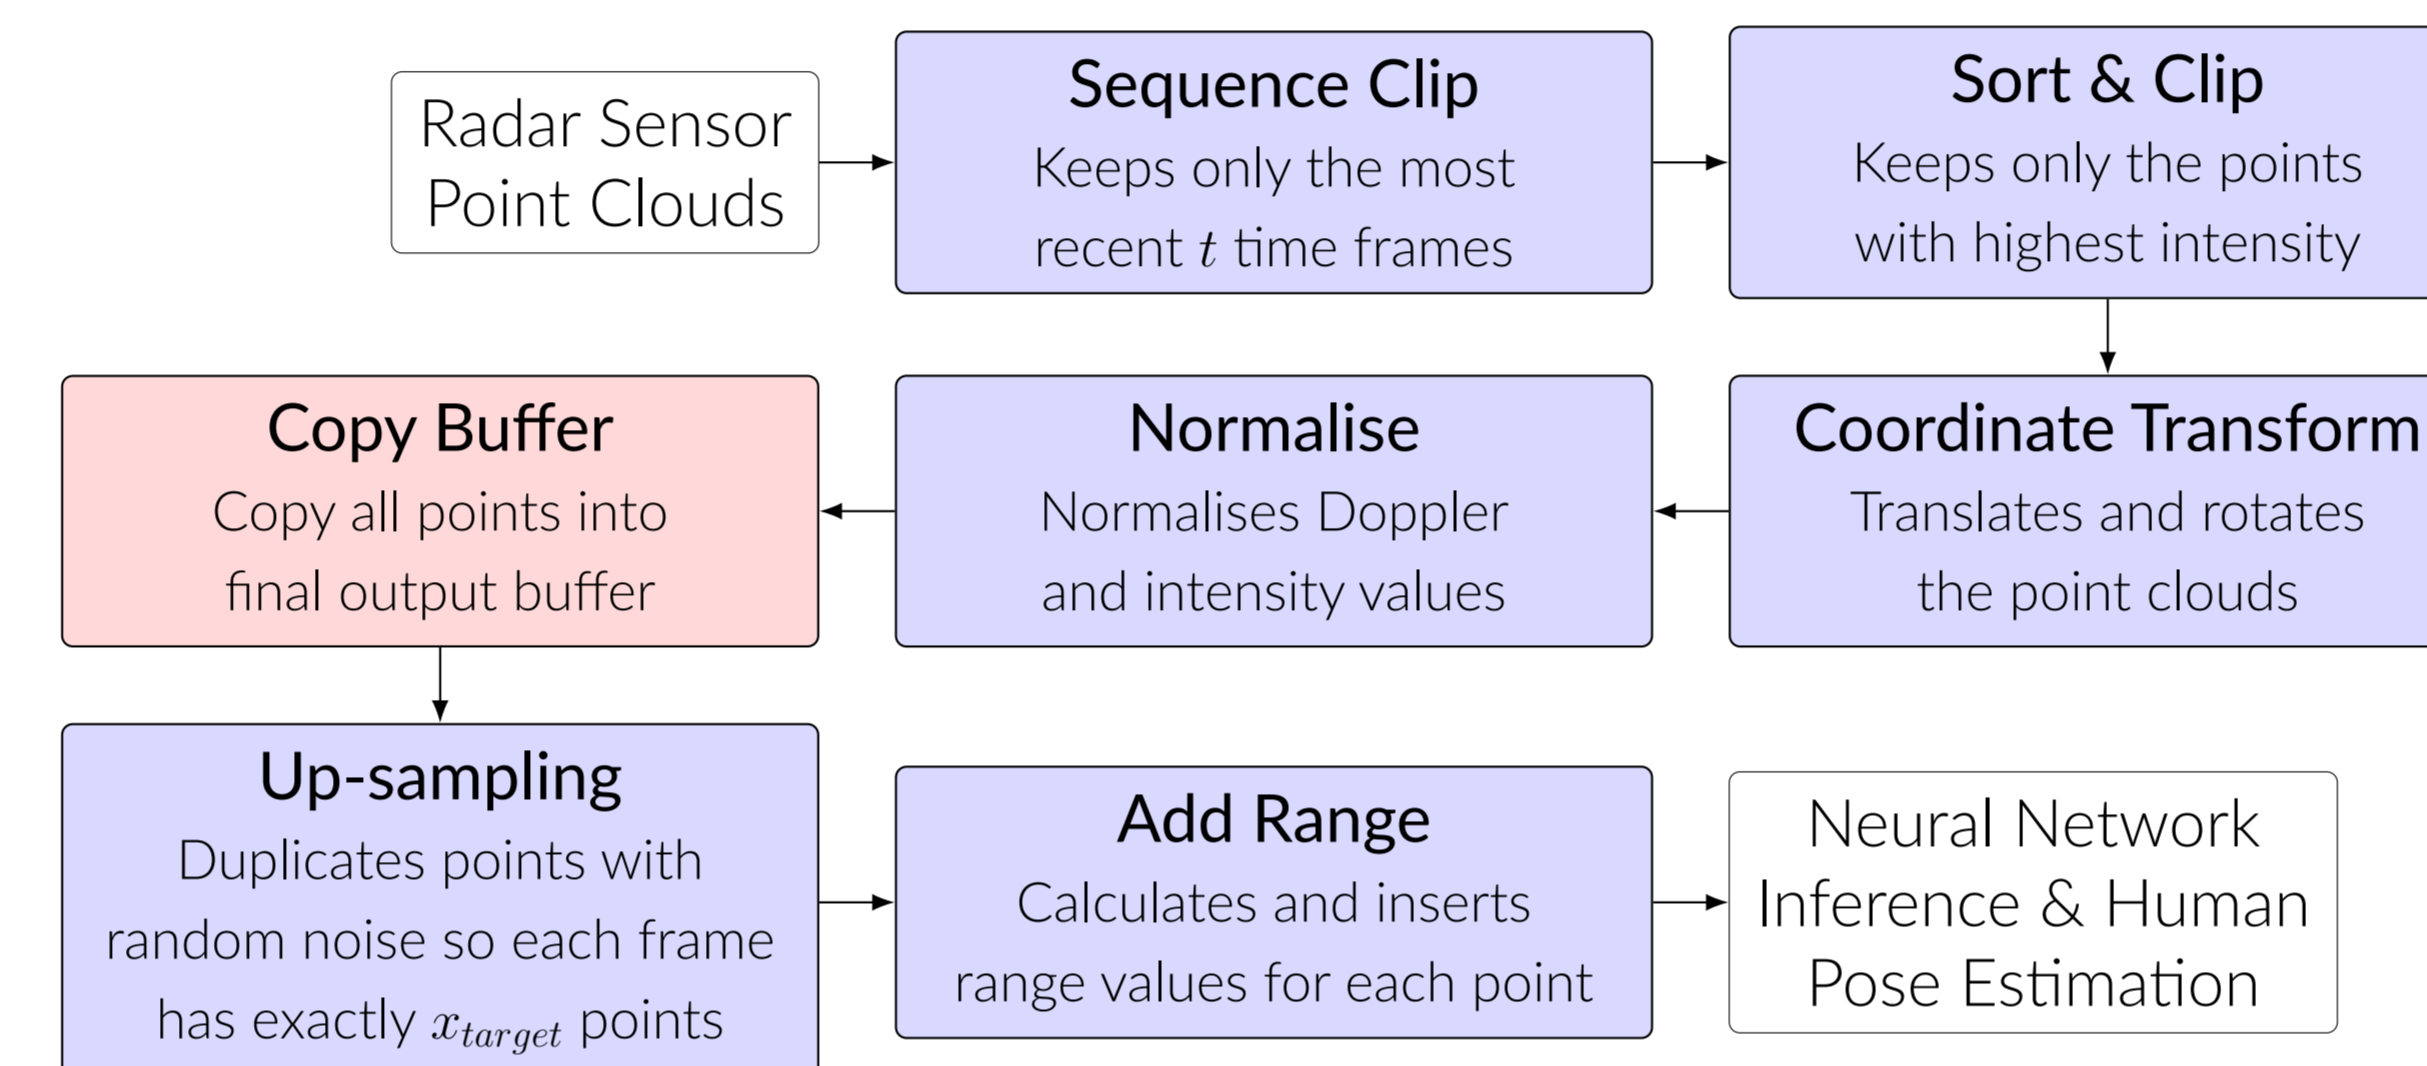 Radar Sensor
Point Clouds
Sequence Clip
Keeps only the most
recent t time frames
Sort & Clip
Keeps only the points
with highest intensity
Copy Buffer
Copy all points into
final output buffer
Normalise
Normalises Doppler
and intensity values
Coordinate Transform
Translates and rotates
the point clouds
Up-sampling
Duplicates points with
random noise so each frame
has exactly x_target points
Add Range
Calculates and inserts
range values for each point
Neural Network
Inference & Human
Pose Estimation